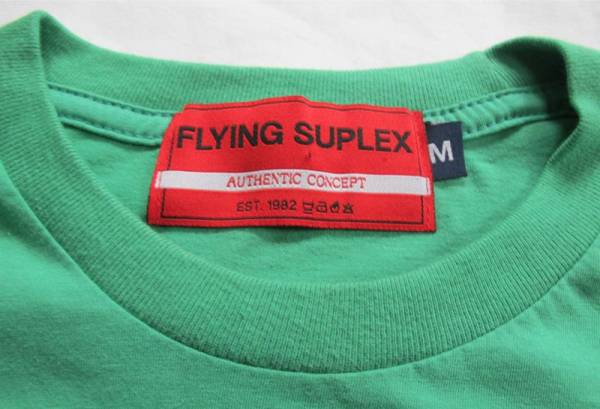 FLYING SUPLEX
M
AUTHENTIC CONCEPT
EST. 1982